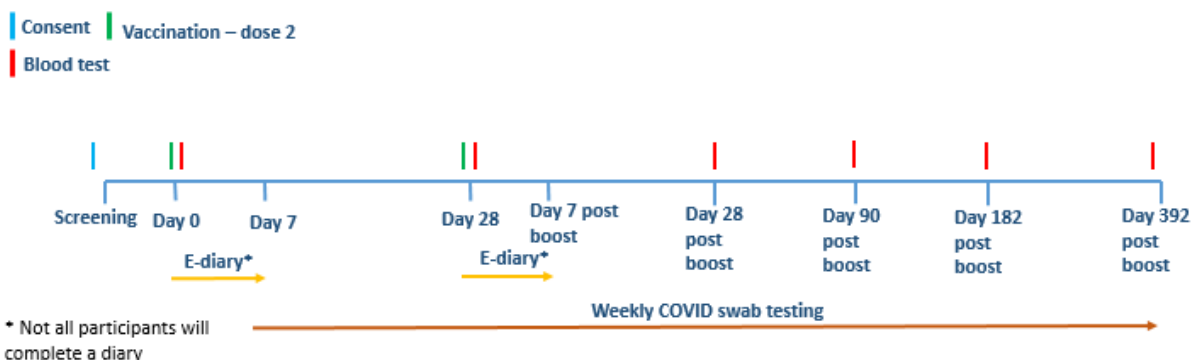 Consent
Vaccination – dose 2
Blood test
Screening
Day 0
Day 7
Day 28
Day 7 post
boost
Day 28
post
boost
Day 90
post
boost
Day 182
post
boost
Day 392
post
boost
E-diary*
E-diary*
Weekly COVID swab testing
* Not all participants will
complete a diary